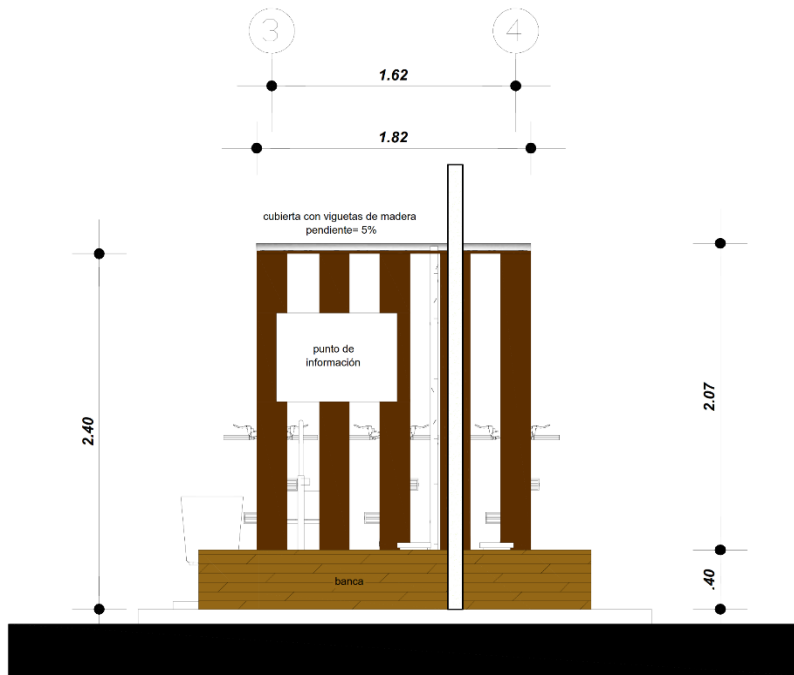 3
4
1.62
1.82
cubierta con viguetas de madera
pendiente= 5%
punto de
información
2.40
2.07
.40
banca